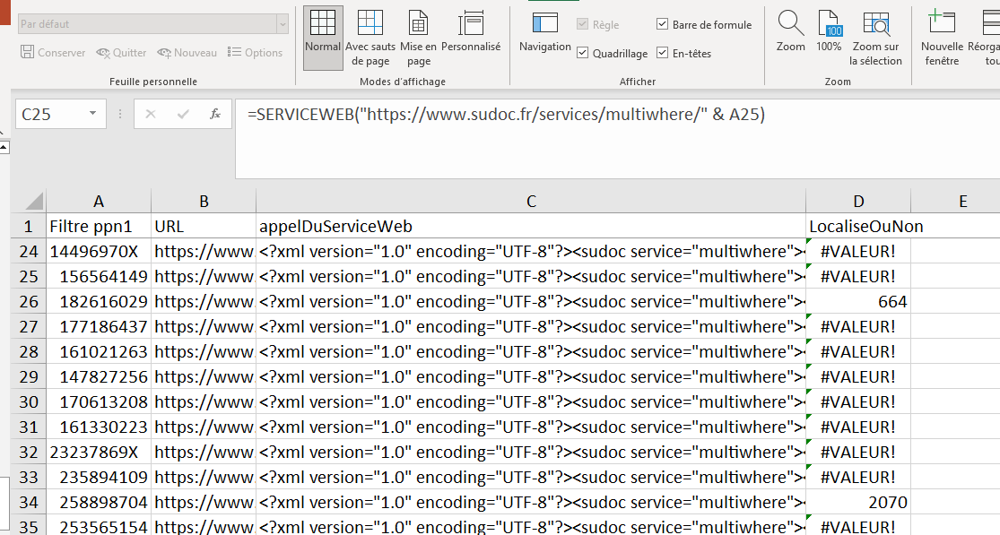 Par défaut
Conserver Quitter Nouveau Options
Feuille personnelle
Normal
Avec sauts de page
Mise en page
Personnalisé
Modes d'affichage
Navigation
Règle
Barre de formule
Quadrillage
En-têtes
Afficher
Zoom
100
100%
Zoom sur la sélection
Zoom
Nouvelle fenêtre
C25
fx
=SERVICEWEB("https://www.sudoc.fr/services/multiwhere/" & A25)
A B C D E
1 Filtre ppn1 URL appelDuServiceWeb LocaliseOuNon
24 14496970X https://www. <?xml version="1.0" encoding="UTF-8"?><sudoc service="multiwhere">< #VALEUR!
25 156564149 https://www. <?xml version="1.0" encoding="UTF-8"?><sudoc service="multiwhere">< #VALEUR!
26 182616029 https://www. <?xml version="1.0" encoding="UTF-8"?><sudoc service="multiwhere">< 664
27 177186437 https://www. <?xml version="1.0" encoding="UTF-8"?><sudoc service="multiwhere">< #VALEUR!
28 161021263 https://www. <?xml version="1.0" encoding="UTF-8"?><sudoc service="multiwhere">< #VALEUR!
29 147827256 https://www. <?xml version="1.0" encoding="UTF-8"?><sudoc service="multiwhere">< #VALEUR!
30 170613208 https://www. <?xml version="1.0" encoding="UTF-8"?><sudoc service="multiwhere">< #VALEUR!
31 161330223 https://www. <?xml version="1.0" encoding="UTF-8"?><sudoc service="multiwhere">< #VALEUR!
32 23237869X https://www. <?xml version="1.0" encoding="UTF-8"?><sudoc service="multiwhere">< #VALEUR!
33 235894109 https://www. <?xml version="1.0" encoding="UTF-8"?><sudoc service="multiwhere">< #VALEUR!
34 258898704 https://www. <?xml version="1.0" encoding="UTF-8"?><sudoc service="multiwhere">< 2070
35 253565154 https://www. <?xml version="1.0" encoding="UTF-8"?><sudoc service="multiwhere">< #VALEUR!